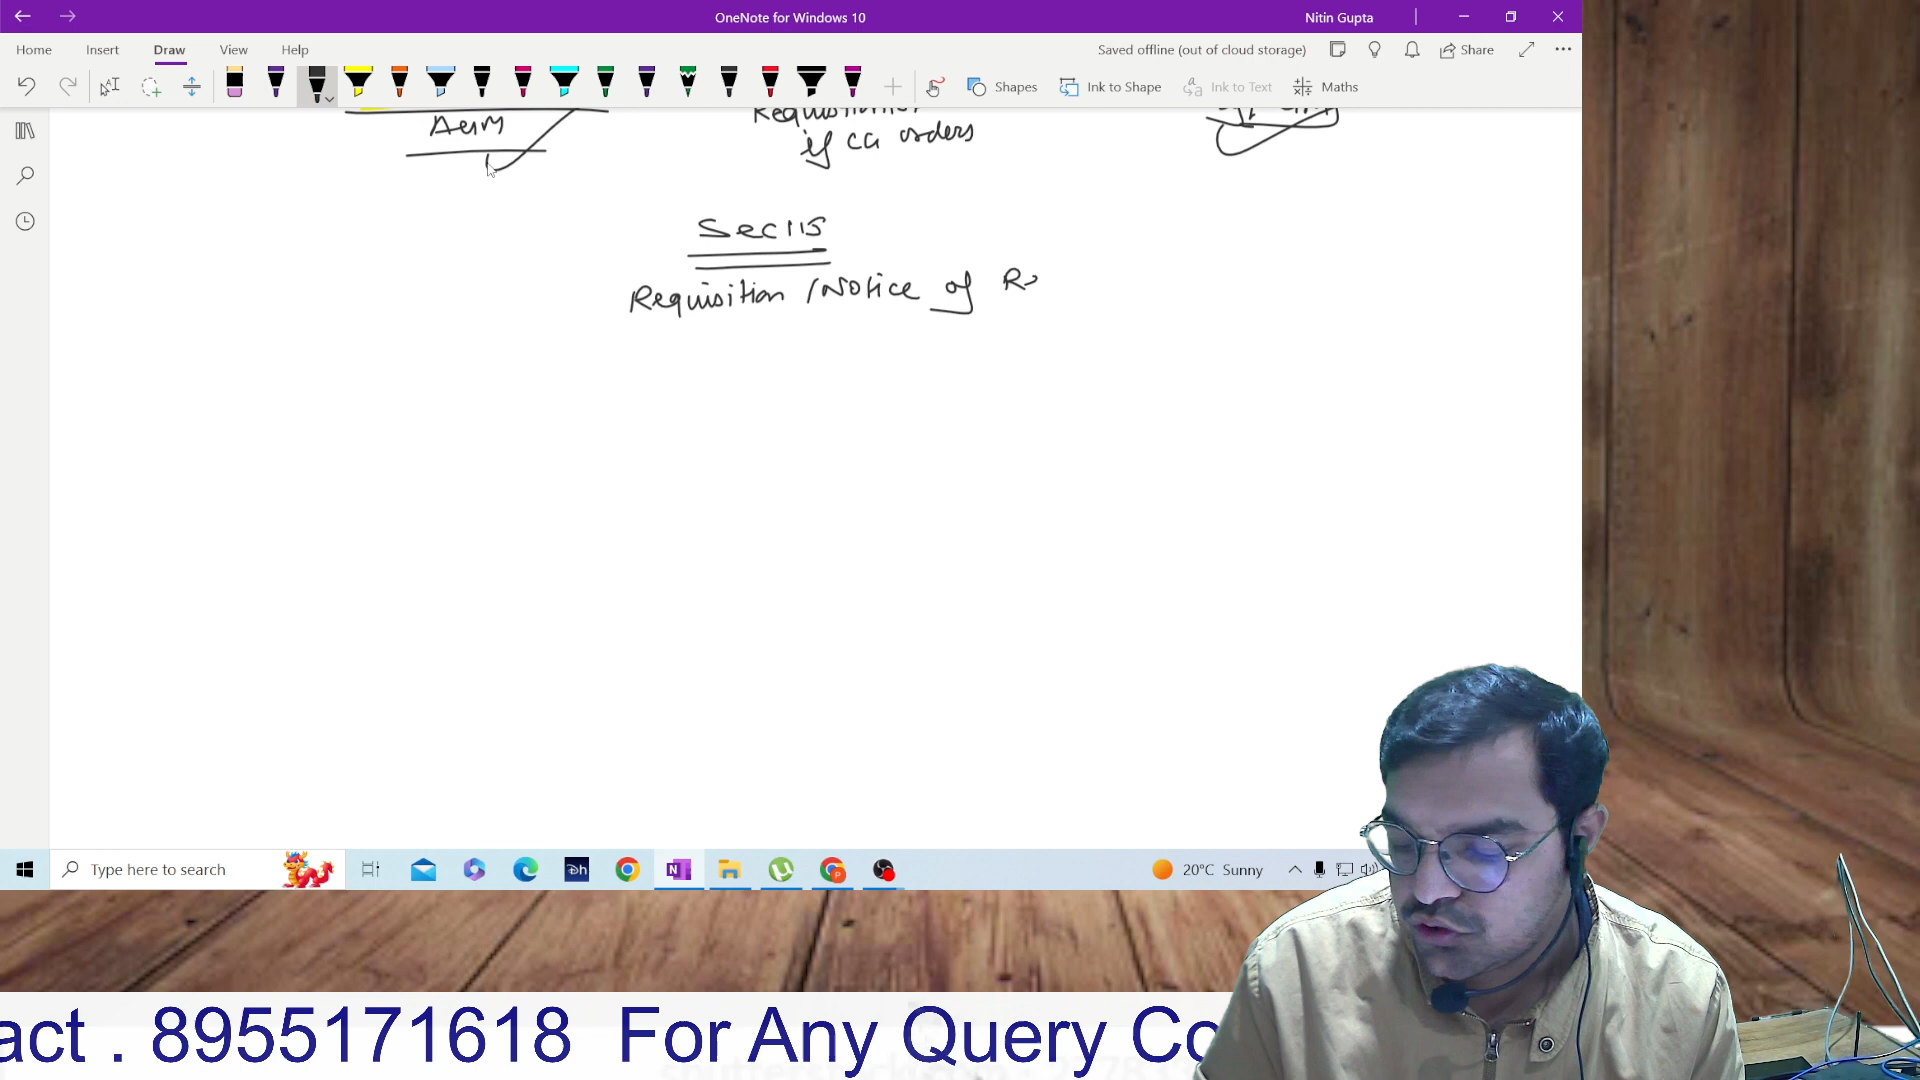 OneNote for Windows 10
Nitin Gupta
Home Insert Draw View Help
Saved offline (out of cloud storage)
Share
Shapes Ink to Shape Ink to Text Maths
AGM
if CG orders
Sec 115
Requisition / Notice of R
Type here to search
20°C Sunny
act . 8955171618 For Any Query Co